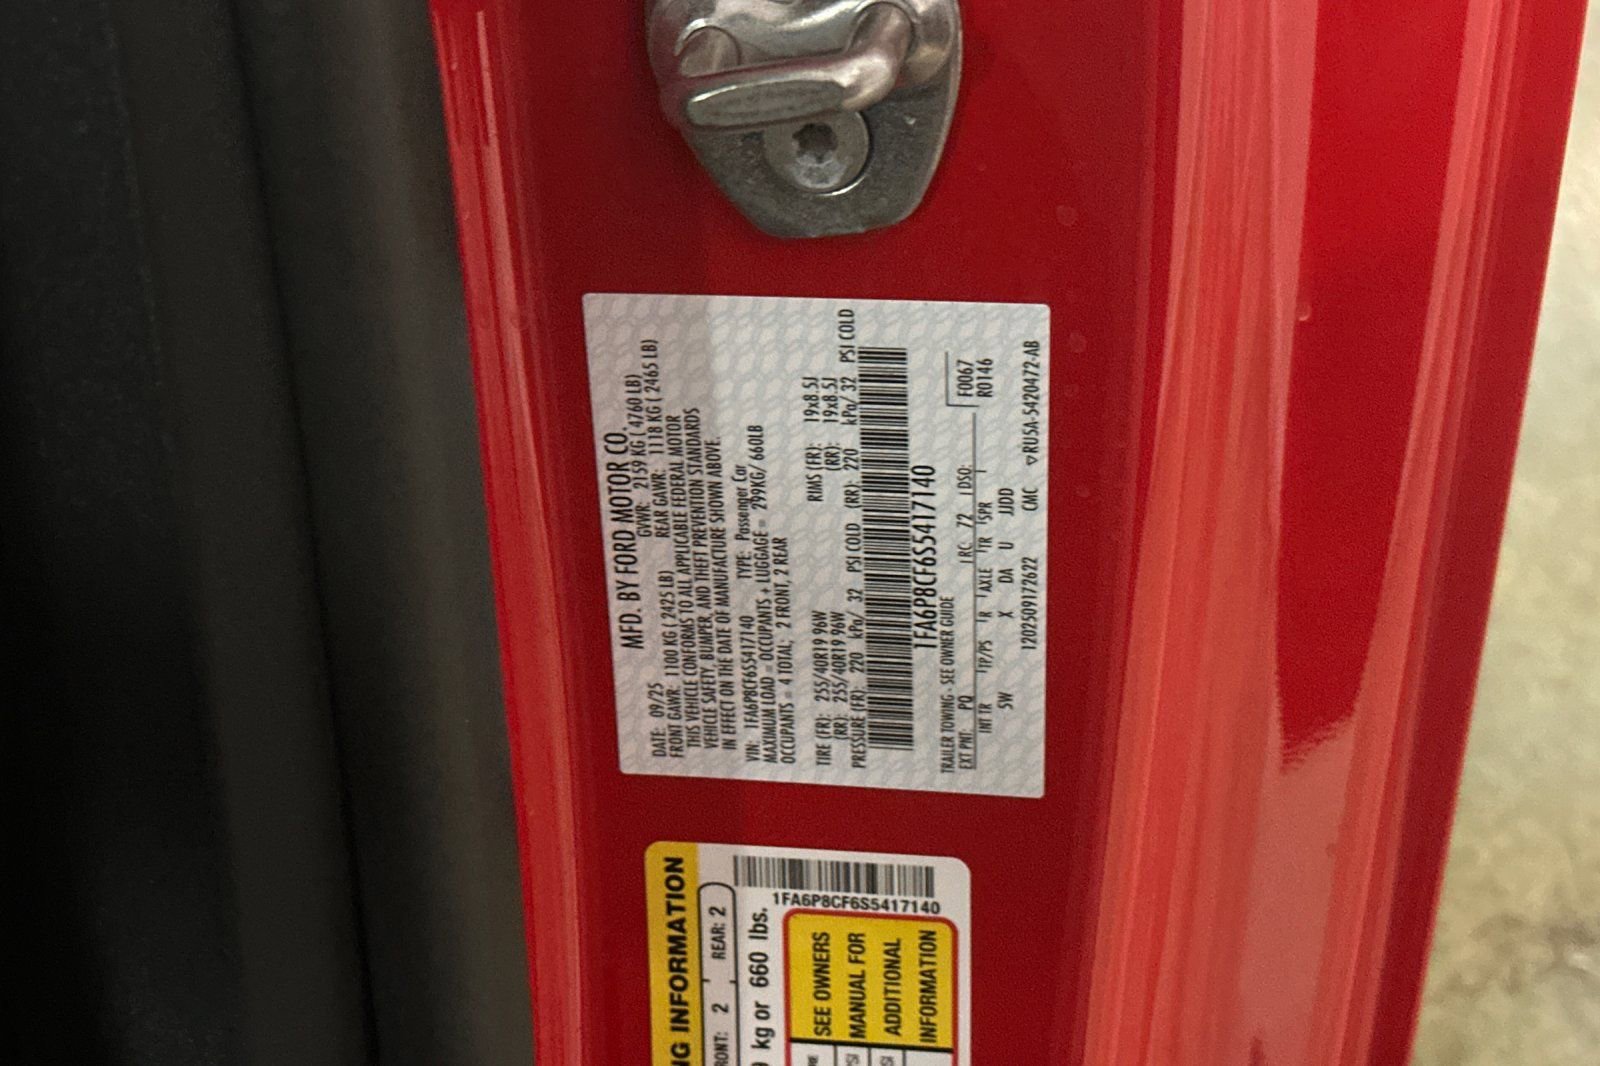 MFD. BY FORD MOTOR CO.
DATE: 09/25 GVWR: 2159 KG ( 4760 LB)
FRONT GAWR: 1100 KG ( 2425 LB) REAR GAWR: 1118 KG ( 2465 LB)
THIS VEHICLE CONFORMS TO ALL APPLICABLE FEDERAL MOTOR
VEHICLE SAFETY, BUMPER, AND THEFT PREVENTION STANDARDS
IN EFFECT ON THE DATE OF MANUFACTURE SHOWN ABOVE.
VIN: 1FA6P8CF6S5417140 TYPE: Passenger Car
MAXIMUM LOAD = OCCUPANTS + LUGGAGE = 299KG/ 660LB
OCCUPANTS = 4 TOTAL; 2 FRONT, 2 REAR
TIRE (FR): 255/40R19 96W RIMS (FR): 19x8.5J
(RR): 255/40R19 96W (RR): 19x8.5J
PRESSURE (FR): 220 kPa/ 32 PSI COLD (RR): 220 kPa/ 32 PSI COLD
1FA6P8CF6S5417140
TRAILER TOWING - SEE OWNER GUIDE F0067
EXT PNT: PQ RC: 72 DSO: R0146
INT TR TP/PS R AXLE TR SPR
5W X DA U JJDD
1202509172622 CMC ▽RUSA-5420472-AB
NG INFORMATION
RONT: 2 REAR: 2
kg or 660 lbs.
1FA6P8CF6S5417140
SEE OWNERS
MANUAL FOR
ADDITIONAL
INFORMATION